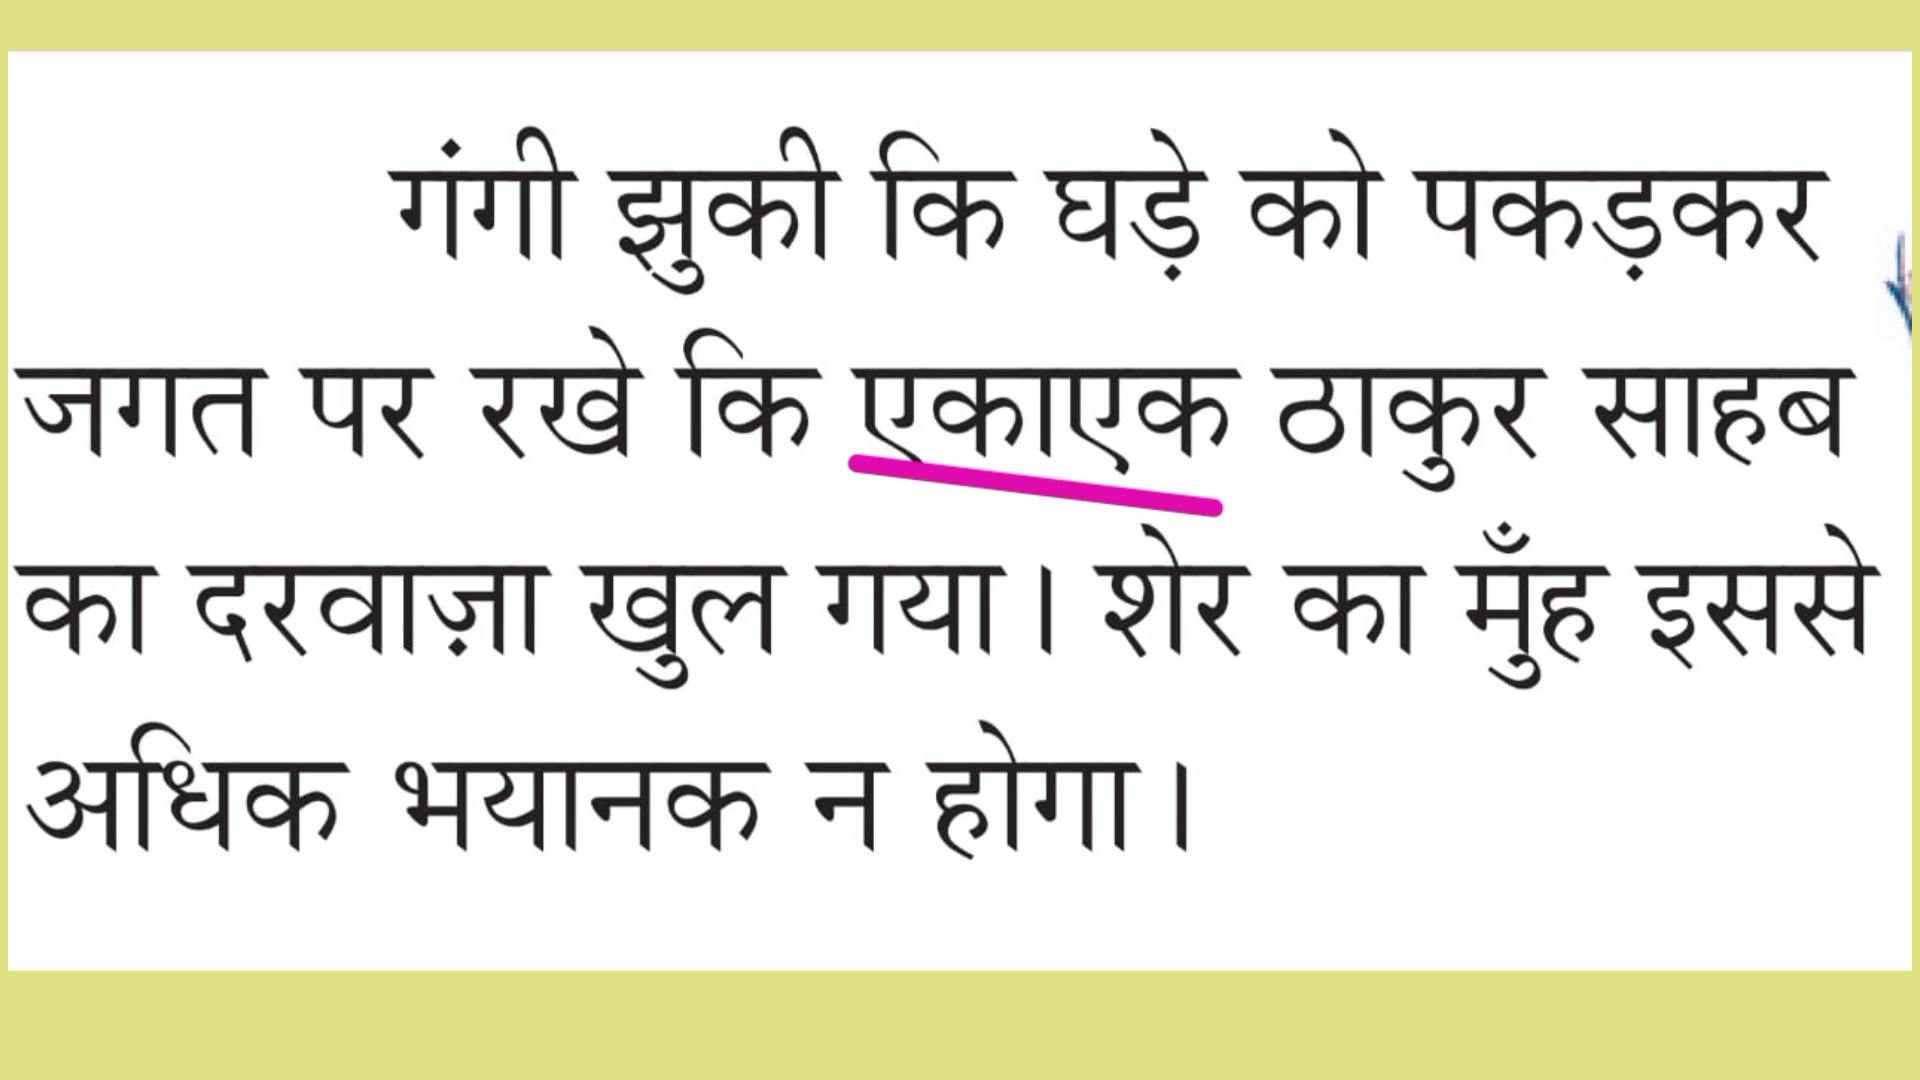 गंगी झुकी कि घड़े को पकड़कर
जगत पर रखे कि एकाएक ठाकुर साहब
का दरवाज़ा खुल गया। शेर का मुँह इससे
अधिक भयानक न होगा।